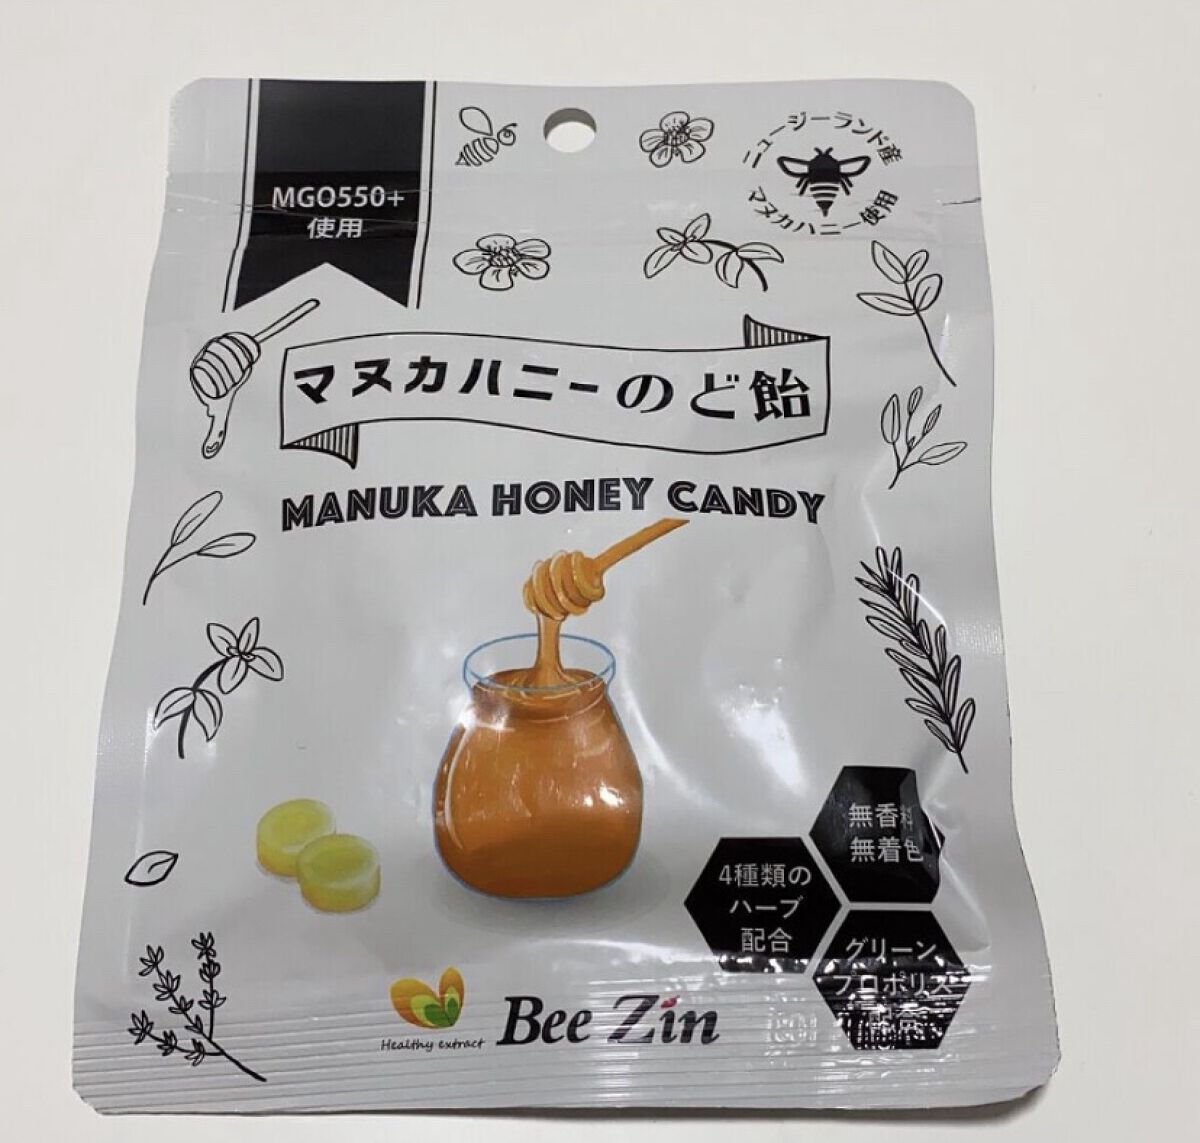 MGO550+
使用
ニュージーランド産
マヌカハニー使用
マヌカハニーのど飴
MANUKA HONEY CANDY
無香料
無着色
4種類の
ハーブ
配合
グリーン
プロポリス
配合
Healthy extract
Bee Zin